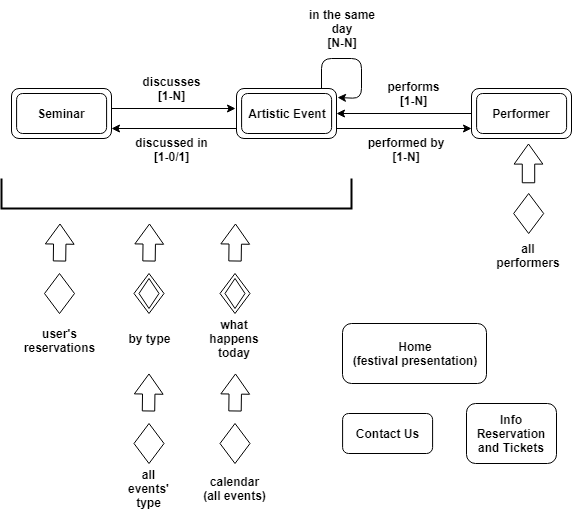 in the same
day
[N-N]
discusses
[1-N]
performs
[1-N]
Seminar
Artistic Event
Performer
discussed in
[1-0/1]
performed by
[1-N]
all
performers
user's
reservations
by type
what
happens
today
Home
(festival presentation)
Contact Us
Info
Reservation
and Tickets
all
events'
type
calendar
(all events)